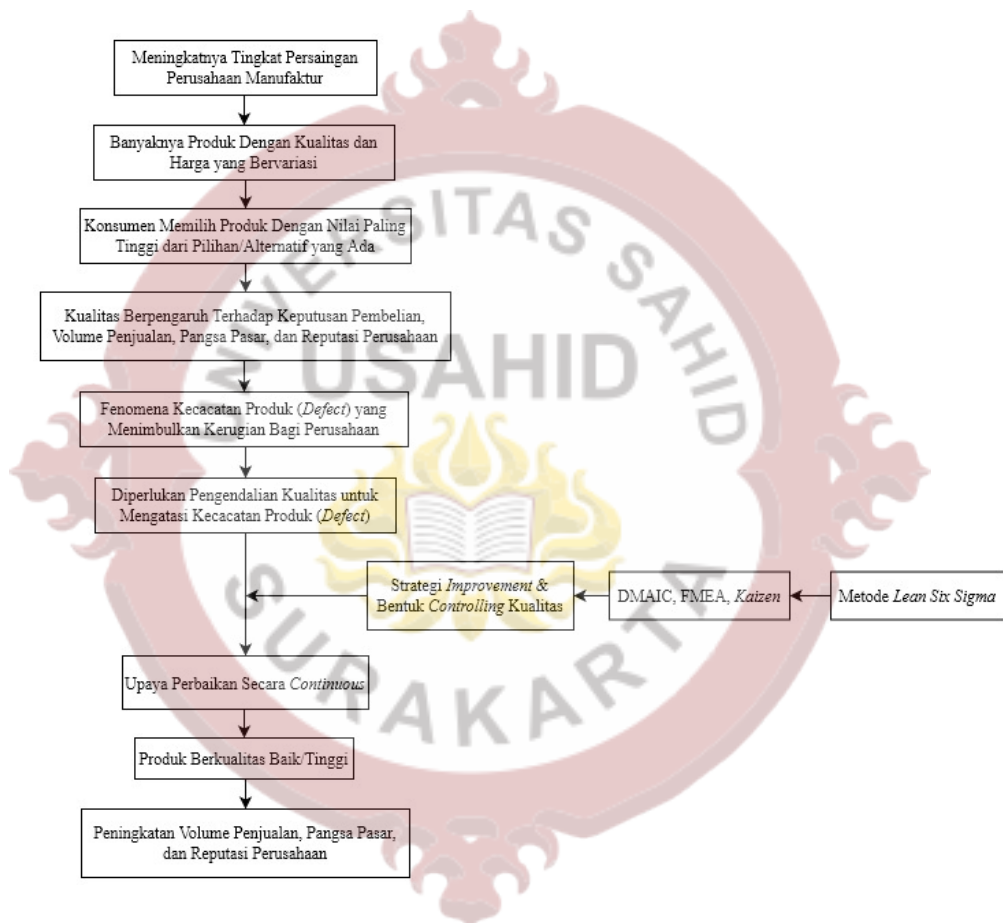 Meningkatnya Tingkat Persaingan
Perusahaan Manufaktur
Banyaknya Produk Dengan Kualitas dan
Harga yang Bervariasi
Konsumen Memilih Produk Dengan Nilai Paling
Tinggi dari Pilihan/Alternatif yang Ada
Kualitas Berpengaruh Terhadap Keputusan Pembelian,
Volume Penjualan, Pangsa Pasar, dan Reputasi Perusahaan
Fenomena Kecacatan Produk (Defect) yang
Menimbulkan Kerugian Bagi Perusahaan
Diperlukan Pengendalian Kualitas untuk
Mengatasi Kecacatan Produk (Defect)
Strategi Improvement &
Bentuk Controlling Kualitas
DMAIC, FMEA, Kaizen
Metode Lean Six Sigma
Upaya Perbaikan Secara Continuous
Produk Berkualitas Baik/Tinggi
Peningkatan Volume Penjualan, Pangsa Pasar,
dan Reputasi Perusahaan
UNIVERSITAS SAHID
USAHID
SURAKARTA